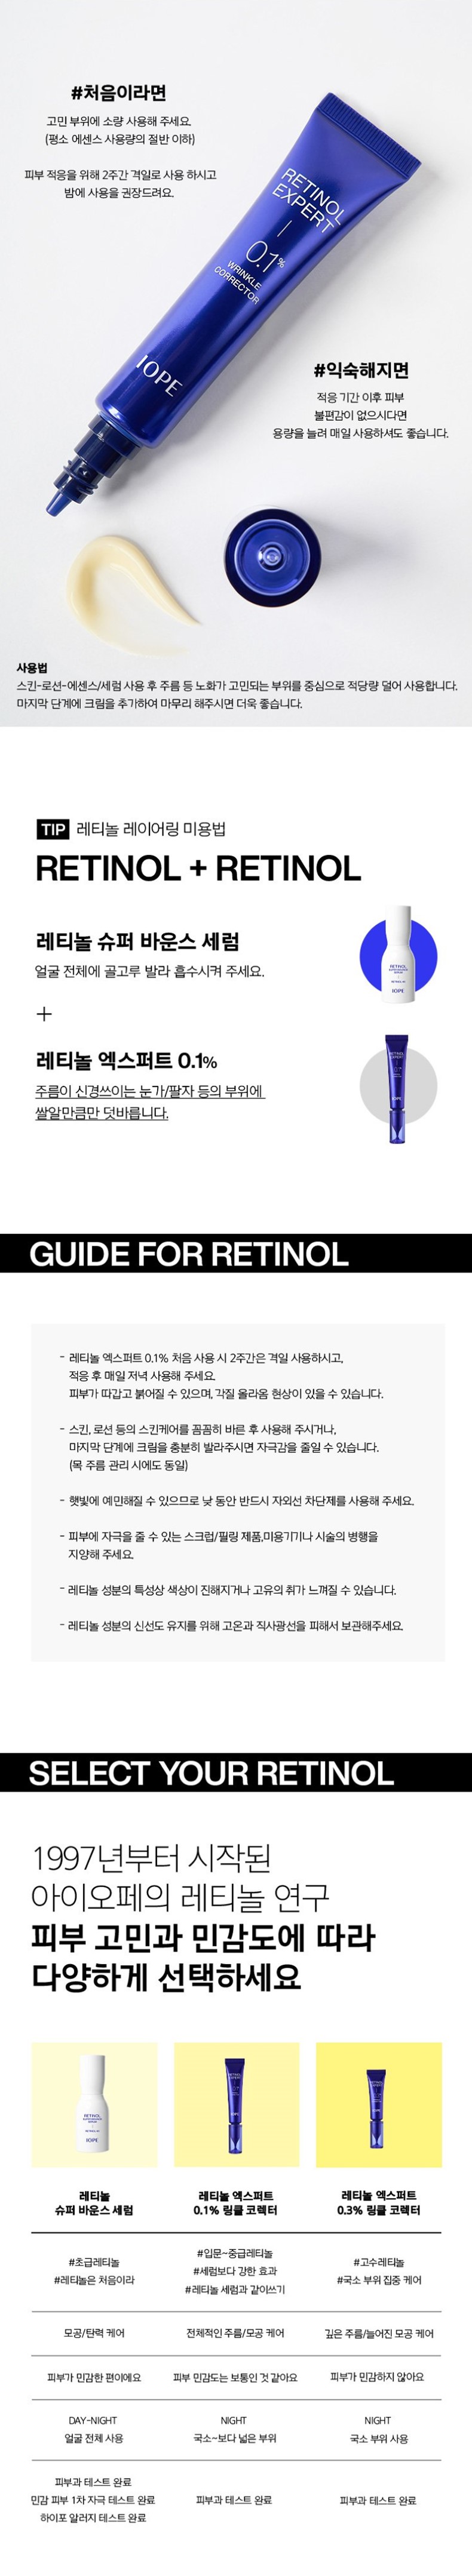 #처음이라면
고민 부위에 소량 사용해 주세요.
(평소 에센스 사용량의 절반 이하)
피부 적응을 위해 2주간 격일로 사용 하시고
밤에 사용을 권장드려요.
RETINOL
EXPERT
0.1%
WRINKLE
CORRECTOR
IOPE
#익숙해지면
적응 기간 이후 피부
불편감이 없으시다면
용량을 늘려 매일 사용하셔도 좋습니다.
사용법
스킨-로션-에센스/세럼 사용 후 주름 등 노화가 고민되는 부위를 중심으로 적당량 덜어 사용합니다.
마지막 단계에 크림을 추가하여 마무리 해주시면 더욱 좋습니다.
TIP 레티놀 레이어링 미용법
RETINOL + RETINOL
레티놀 슈퍼 바운스 세럼
얼굴 전체에 골고루 발라 흡수시켜 주세요.
RETINOL
IOPE
+
레티놀 엑스퍼트 0.1%
주름이 신경쓰이는 눈가/팔자 등의 부위에
쌀알만큼만 덧바릅니다.
GUIDE FOR RETINOL
- 레티놀 엑스퍼트 0.1% 처음 사용 시 2주간은 격일 사용하시고,
적응 후 매일 저녁 사용해 주세요.
피부가 따갑고 붉어질 수 있으며, 각질 올라옴 현상이 있을 수 있습니다.
- 스킨, 로션 등의 스킨케어를 꼼꼼히 바른 후 사용해 주시거나,
마지막 단계에 크림을 충분히 발라주시면 자극감을 줄일 수 있습니다.
(목 주름 관리 시에도 동일)
- 햇빛에 예민해질 수 있으므로 낮 동안 반드시 자외선 차단제를 사용해 주세요.
- 피부에 자극을 줄 수 있는 스크럽/필링 제품,미용기기나 시술의 병행을
지양해 주세요.
- 레티놀 성분의 특성상 색상이 진해지거나 고유의 취가 느껴질 수 있습니다.
- 레티놀 성분의 신선도 유지를 위해 고온과 직사광선을 피해서 보관해주세요.
SELECT YOUR RETINOL
1997년부터 시작된
아이오페의 레티놀 연구
피부 고민과 민감도에 따라
다양하게 선택하세요
RETINOL
IOPE
레티놀
슈퍼 바운스 세럼
레티놀 엑스퍼트
0.1% 링클 코렉터
레티놀 엑스퍼트
0.3% 링클 코렉터
#초급레티놀
#레티놀은 처음이라
#입문~중급레티놀
#세럼보다 강한 효과
#레티놀 세럼과 같이쓰기
#고수레티놀
#국소 부위 집중 케어
모공/탄력 케어
전체적인 주름/모공 케어
깊은 주름/늘어진 모공 케어
피부가 민감한 편이에요
피부 민감도는 보통인 것 같아요
피부가 민감하지 않아요
DAY-NIGHT
얼굴 전체 사용
NIGHT
국소~보다 넓은 부위
NIGHT
국소 부위 사용
피부과 테스트 완료
민감 피부 1차 자극 테스트 완료
하이포 알러지 테스트 완료
피부과 테스트 완료
피부과 테스트 완료